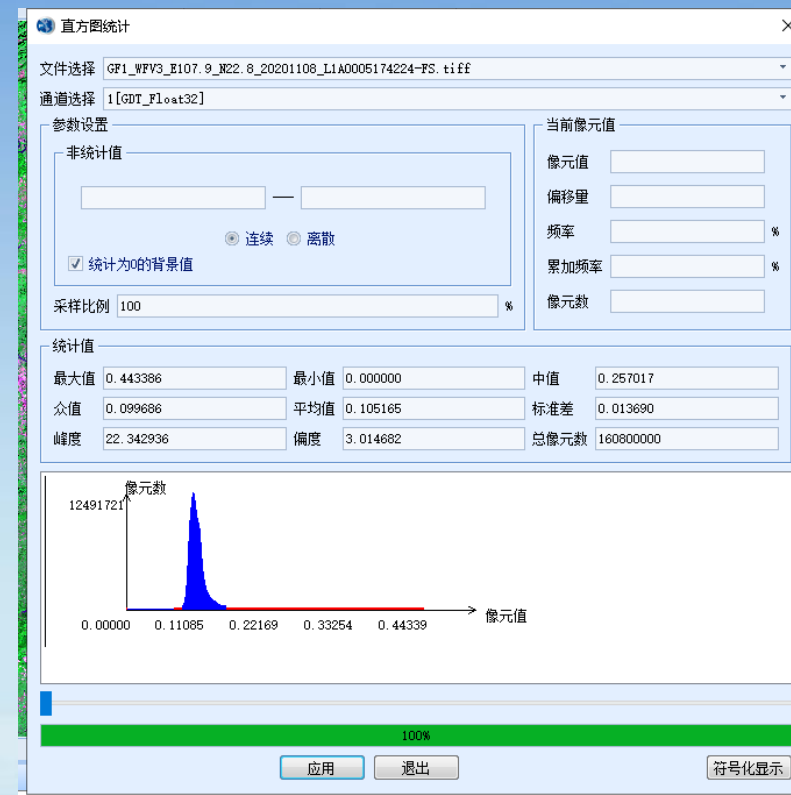 直方图统计
文件选择 GF1_WFV3_E107.9_N22.8_20201108_L1A0005174224-FS.tiff
通道选择 1[GDT_Float32]
参数设置
非统计值
—
连续 离散
统计为0的背景值
采样比例 100 %
当前像元值
像元值
偏移量
频率 %
累加频率 %
像元数
统计值
最大值 0.443386 最小值 0.000000 中值 0.257017
众值 0.099686 平均值 0.105165 标准差 0.013690
峰度 22.342936 偏度 3.014682 总像元数 160800000
像元数
12491721
像元值
0.00000 0.11085 0.22169 0.33254 0.44339
100%
应用 退出 符号化显示